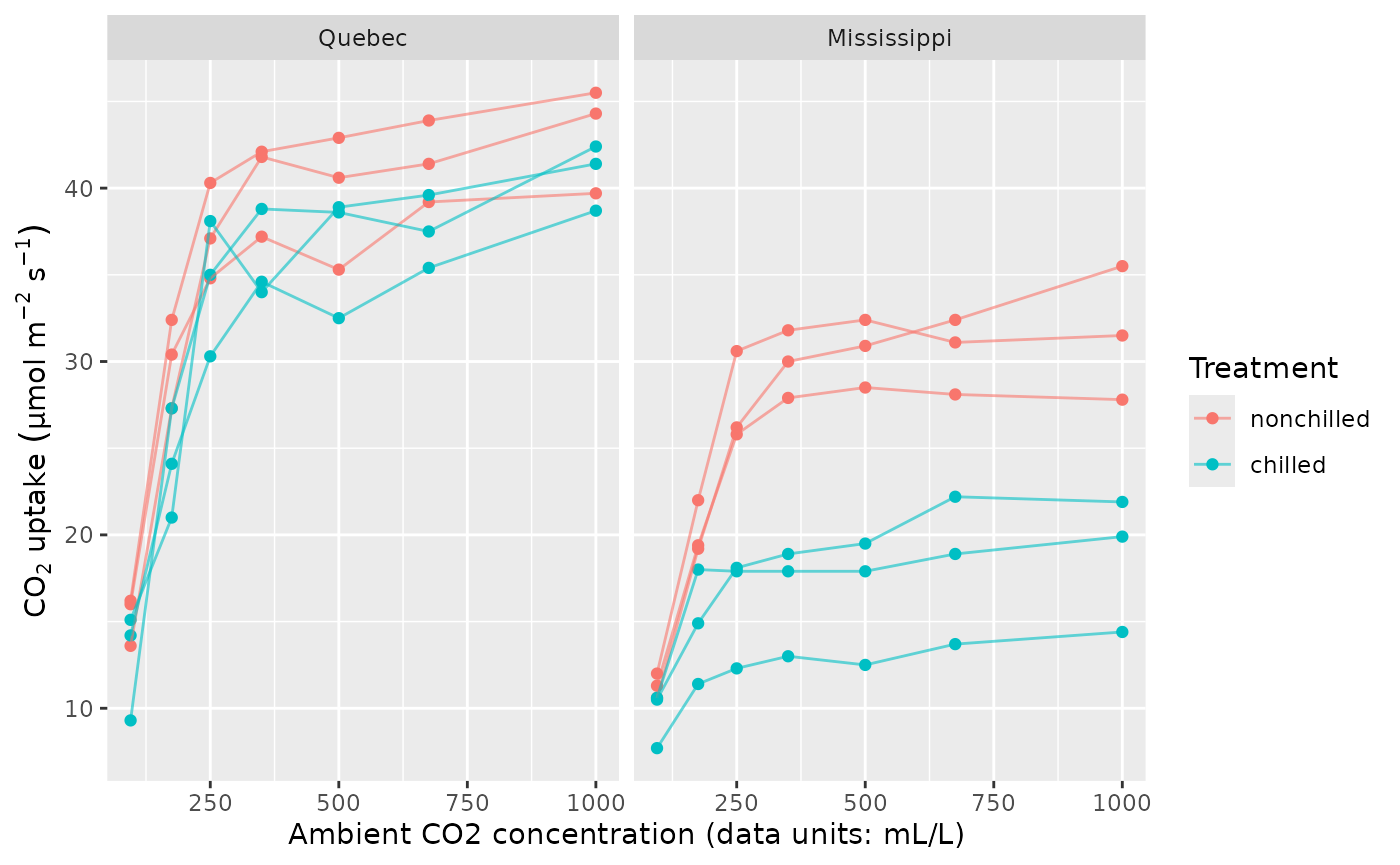 Quebec
Mississippi
CO₂ uptake (μmol m⁻² s⁻¹)
40
30
20
10
250
500
750
1000
250
500
750
1000
Ambient CO2 concentration (data units: mL/L)
Treatment
nonchilled
chilled